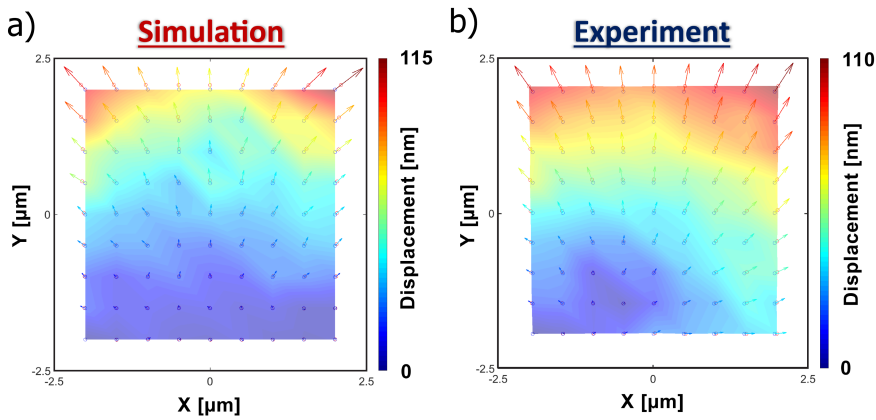 a)
Simulation
2.5
0
-2.5
-2.5
0
2.5
Y [µm]
X [µm]
115
Displacement [nm]
0
b)
Experiment
2.5
0
-2.5
-2.5
0
2.5
Y [µm]
X [µm]
110
Displacement [nm]
0